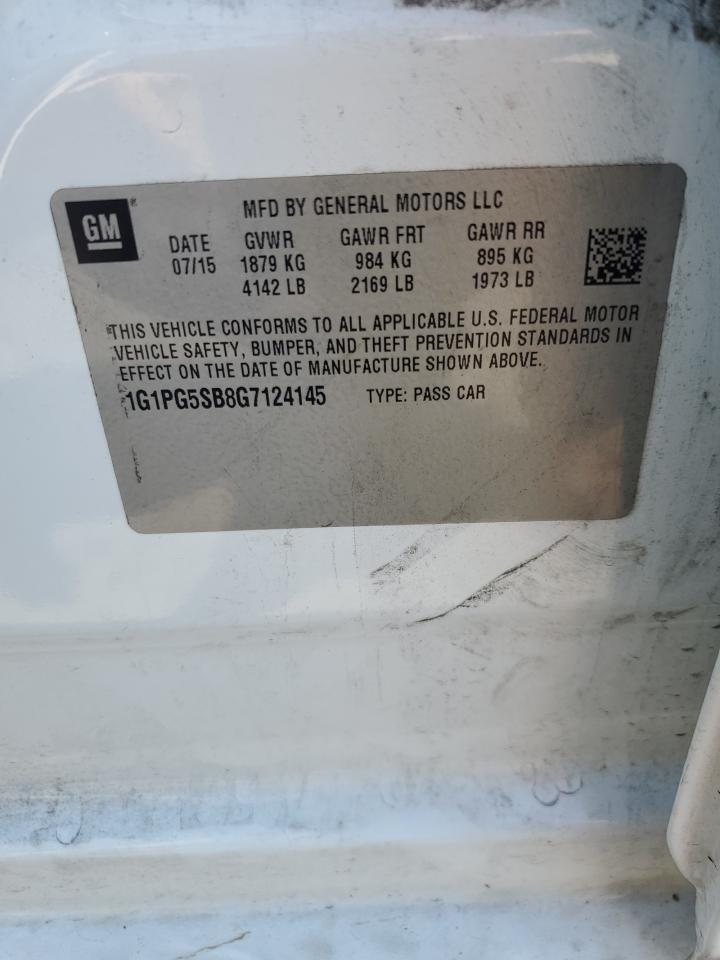 GM ®
MFD BY GENERAL MOTORS LLC
DATE GVWR GAWR FRT GAWR RR
07/15 1879 KG 984 KG 895 KG
4142 LB 2169 LB 1973 LB
THIS VEHICLE CONFORMS TO ALL APPLICABLE U.S. FEDERAL MOTOR
VEHICLE SAFETY, BUMPER, AND THEFT PREVENTION STANDARDS IN
EFFECT ON THE DATE OF MANUFACTURE SHOWN ABOVE.
1G1PG5SB8G7124145 TYPE: PASS CAR